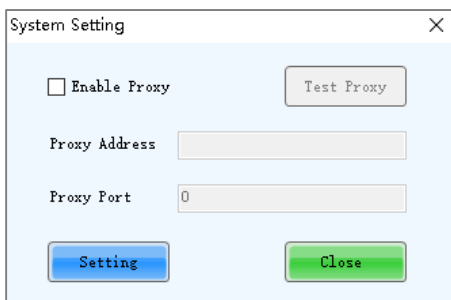 System Setting
Enable Proxy
Test Proxy
Proxy Address
Proxy Port
0
Setting
Close